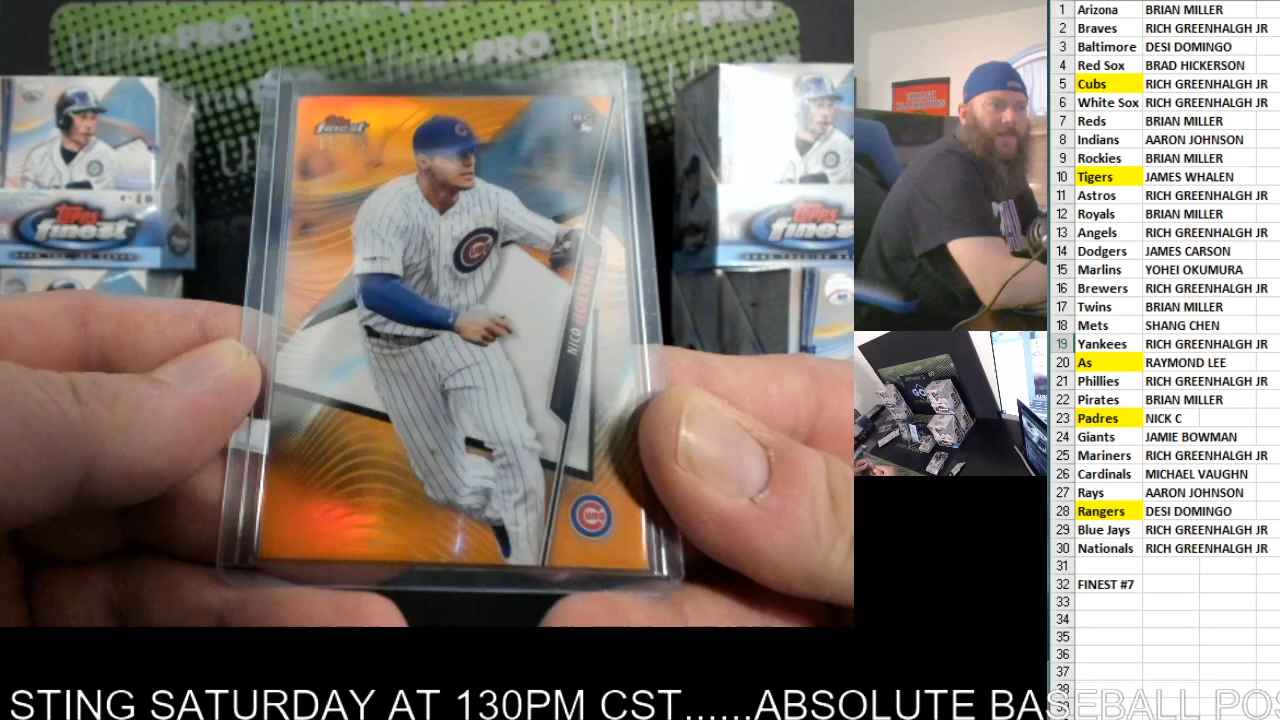 PRO
Topps
finest
Topps
finest
finest
RC
NICO HOERNER
CUBS
1 Arizona BRIAN MILLER
2 Braves RICH GREENHALGH JR
3 Baltimore DESI DOMINGO
4 Red Sox BRAD HICKERSON
5 Cubs RICH GREENHALGH JR
6 White Sox RICH GREENHALGH JR
7 Reds BRIAN MILLER
8 Indians AARON JOHNSON
9 Rockies BRIAN MILLER
10 Tigers JAMES WHALEN
11 Astros RICH GREENHALGH JR
12 Royals BRIAN MILLER
13 Angels RICH GREENHALGH JR
14 Dodgers JAMES CARSON
15 Marlins YOHEI OKUMURA
16 Brewers RICH GREENHALGH JR
17 Twins BRIAN MILLER
18 Mets SHANG CHEN
19 Yankees RICH GREENHALGH JR
20 As RAYMOND LEE
21 Phillies RICH GREENHALGH JR
22 Pirates BRIAN MILLER
23 Padres NICK C
24 Giants JAMIE BOWMAN
25 Mariners RICH GREENHALGH JR
26 Cardinals MICHAEL VAUGHN
27 Rays AARON JOHNSON
28 Rangers DESI DOMINGO
29 Blue Jays RICH GREENHALGH JR
30 Nationals RICH GREENHALGH JR
31
32 FINEST #7
33
34
35
36
37
38
STING SATURDAY AT 130PM CST......ABSOLUTE BASEBALL POS